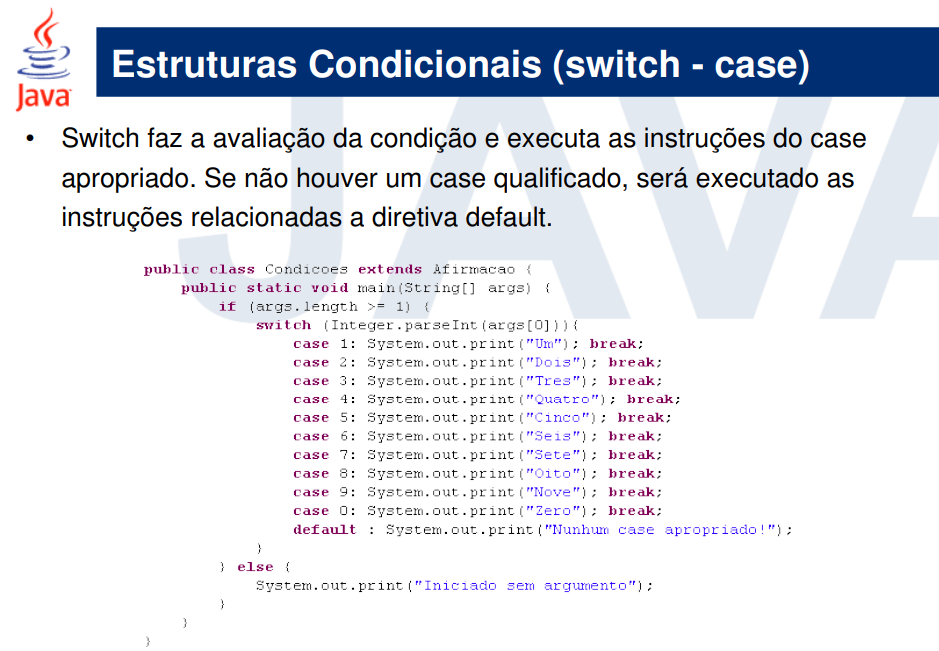 Java
Estruturas Condicionais (switch - case)
JAVA
• Switch faz a avaliação da condição e executa as instruções do case
apropriado. Se não houver um case qualificado, será executado as
instruções relacionadas a diretiva default.
public class Condicoes extends Afirmacao {
public static void main(String[] args) {
if (args.length >= 1) {
switch (Integer.parseInt(args[0])){
case 1: System.out.print("Um"); break;
case 2: System.out.print("Dois"); break;
case 3: System.out.print("Tres"); break;
case 4: System.out.print("Quatro"); break;
case 5: System.out.print("Cinco"); break;
case 6: System.out.print("Seis"); break;
case 7: System.out.print("Sete"); break;
case 8: System.out.print("Oito"); break;
case 9: System.out.print("Nove"); break;
case 0: System.out.print("Zero"); break;
default : System.out.print("Nunhum case apropriado!");
}
} else {
System.out.print("Iniciado sem argumento");
}
}
}